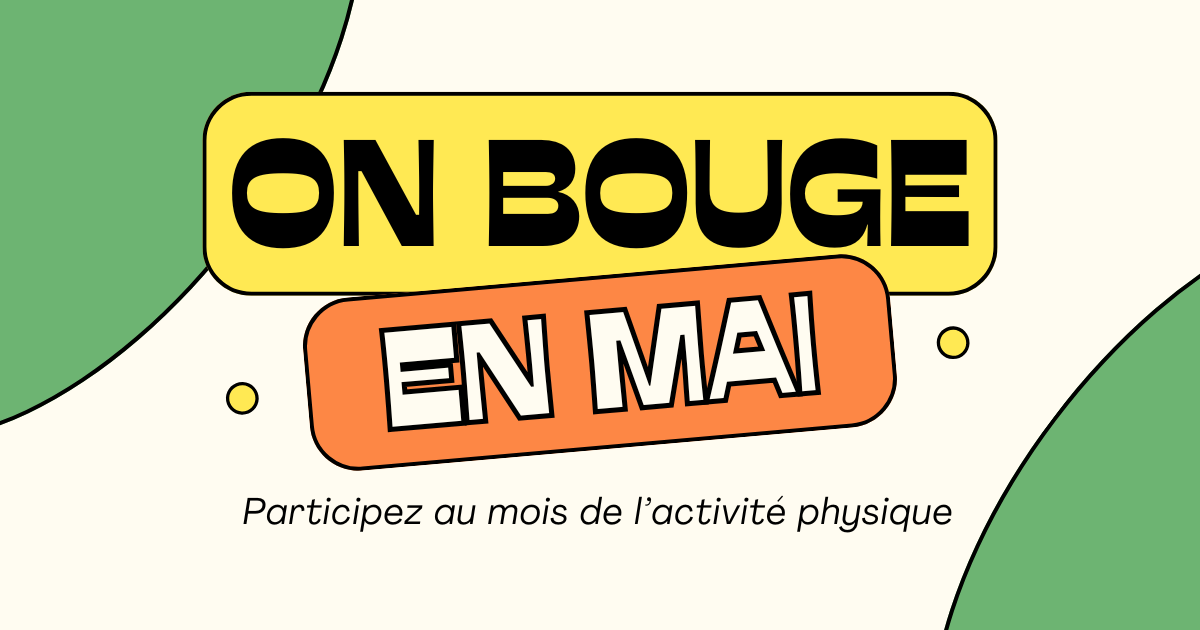 ON BOUGE
EN MAI
Participez au mois de l’activité physique